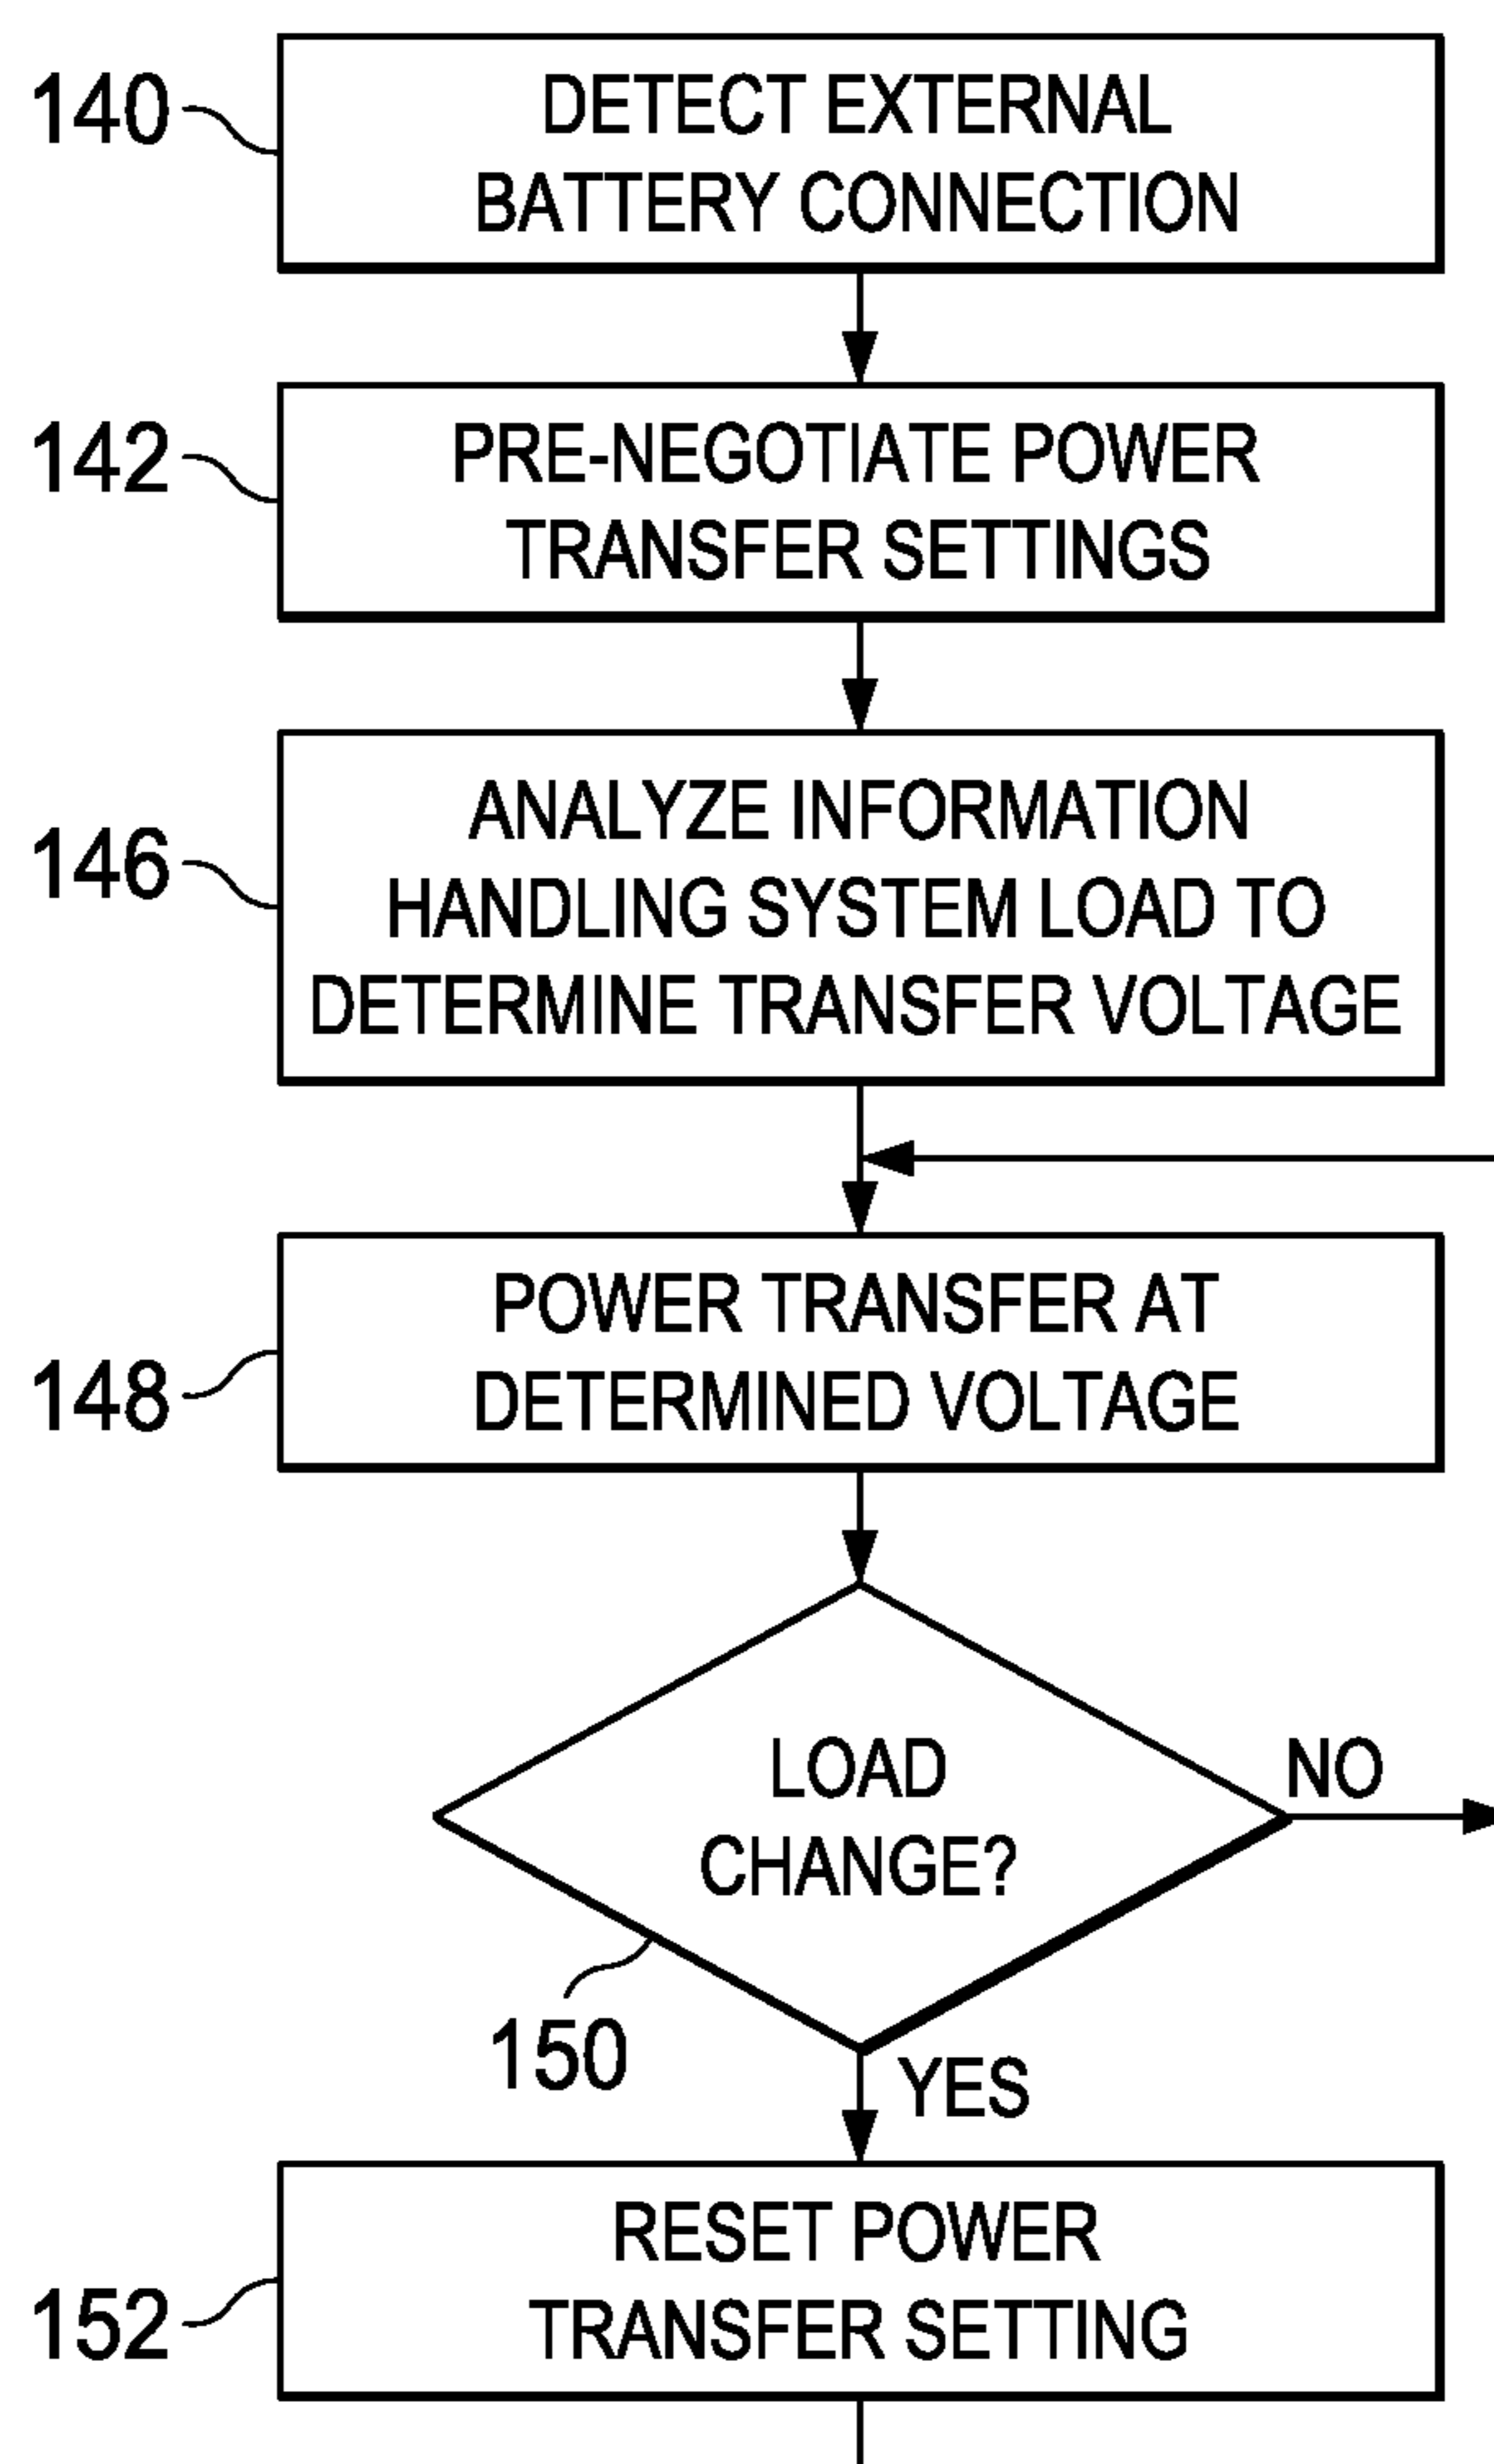 140
DETECT EXTERNAL
BATTERY CONNECTION
142
PRE-NEGOTIATE POWER
TRANSFER SETTINGS
146
ANALYZE INFORMATION
HANDLING SYSTEM LOAD TO
DETERMINE TRANSFER VOLTAGE
148
POWER TRANSFER AT
DETERMINED VOLTAGE
LOAD
CHANGE?
NO
150
YES
152
RESET POWER
TRANSFER SETTING